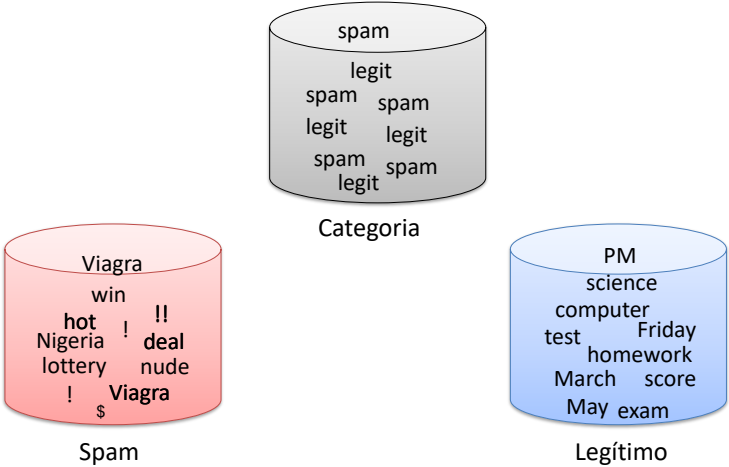 spam
legit
spam spam
legit legit
spam spam
legit
Categoria
Viagra
win
hot ! !!
Nigeria deal
lottery nude
! Viagra
$
Spam
PM
science
computer
test Friday
homework
March score
May exam
Legítimo